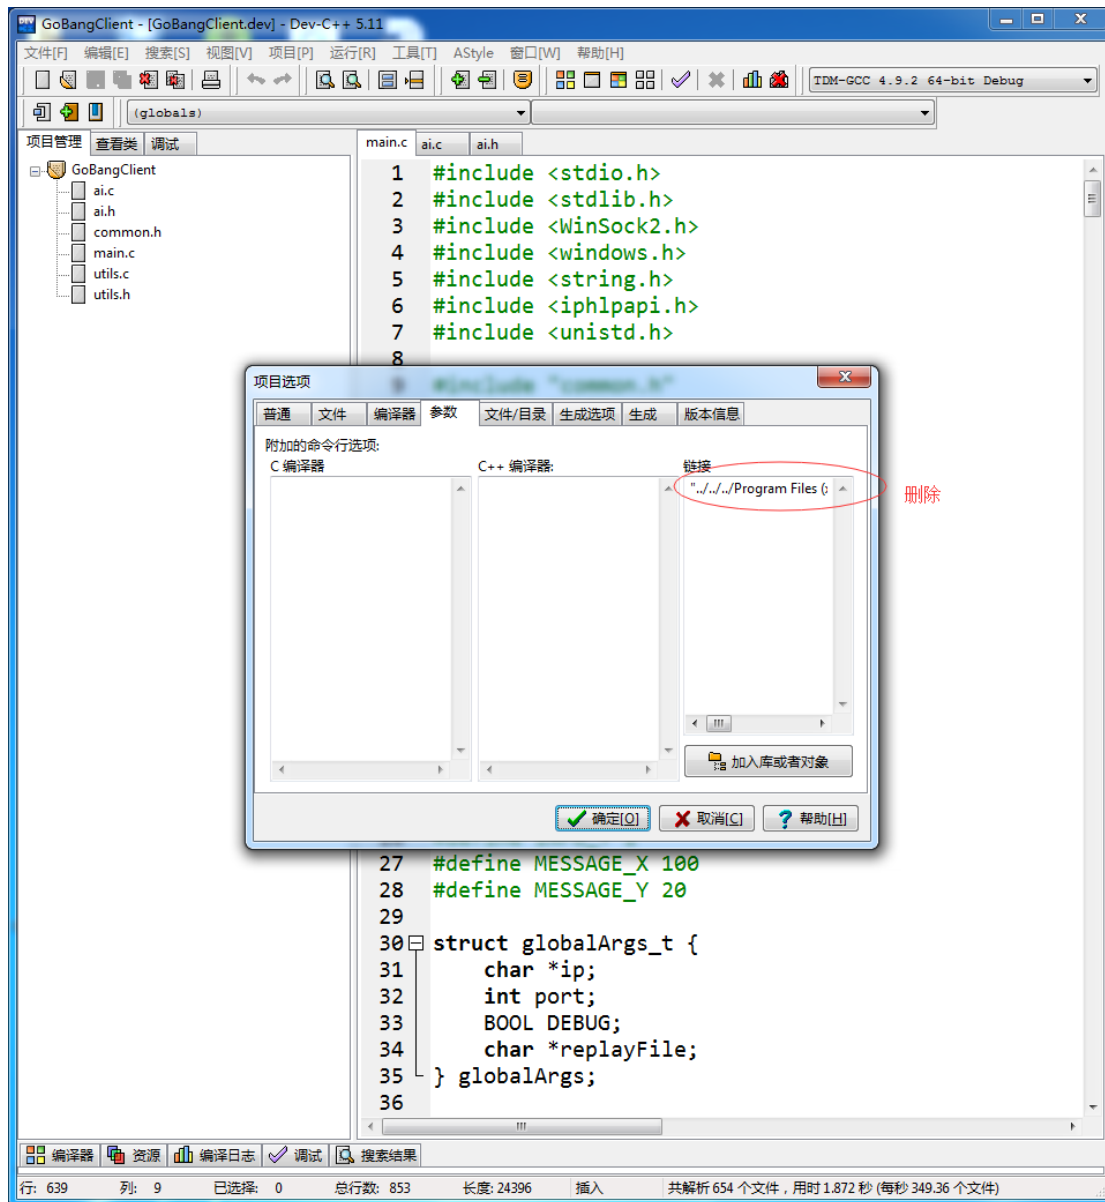 GoBangClient - [GoBangClient.dev] - Dev-C++ 5.11
文件[F] 编辑[E] 搜索[S] 视图[V] 项目[P] 运行[R] 工具[T] AStyle 窗口[W] 帮助[H]
TDM-GCC 4.9.2 64-bit Debug
(globals)
项目管理 查看类 调试
main.c ai.c ai.h
GoBangClient
ai.c
ai.h
common.h
main.c
utils.c
utils.h
1 #include <stdio.h>
2 #include <stdlib.h>
3 #include <WinSock2.h>
4 #include <windows.h>
5 #include <string.h>
6 #include <iphlpapi.h>
7 #include <unistd.h>
8
9 #include "common.h"
项目选项
普通 文件 编译器 参数 文件/目录 生成选项 生成 版本信息
附加的命令行选项:
C 编译器 C++ 编译器: 链接
"../../../Program Files (x
删除
加入库或者对象
确定[O] 取消[C] 帮助[H]
27 #define MESSAGE_X 100
28 #define MESSAGE_Y 20
29
30 struct globalArgs_t {
31 char *ip;
32 int port;
33 BOOL DEBUG;
34 char *replayFile;
35 } globalArgs;
36
编译器 资源 编译日志 调试 搜索结果
行: 639 列: 9 已选择: 0 总行数: 853 长度: 24396 插入 共解析 654 个文件，用时 1.872 秒 (每秒 349.36 个文件)